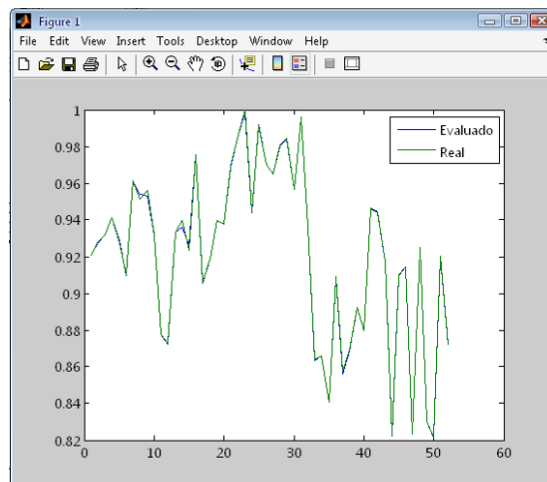 Figure 1
File Edit View Insert Tools Desktop Window Help
Evaluado
Real
1
0.98
0.96
0.94
0.92
0.9
0.88
0.86
0.84
0.82
0 10 20 30 40 50 60